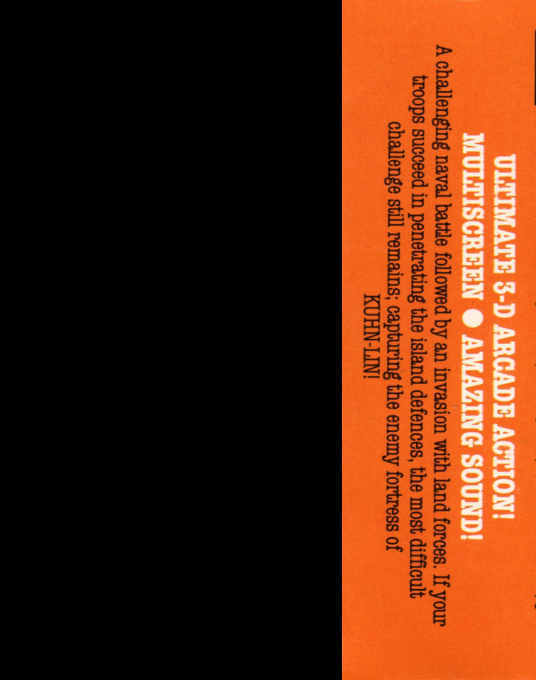 ULTIMATE 3-D ARCADE ACTION!
MULTISCREEN ● AMAZING SOUND!
A challenging naval battle followed by an invasion with land forces. If your
troops succeed in penetrating the island defences, the most difficult
challenge still remains; capturing the enemy fortress of
KUHN-LIN!